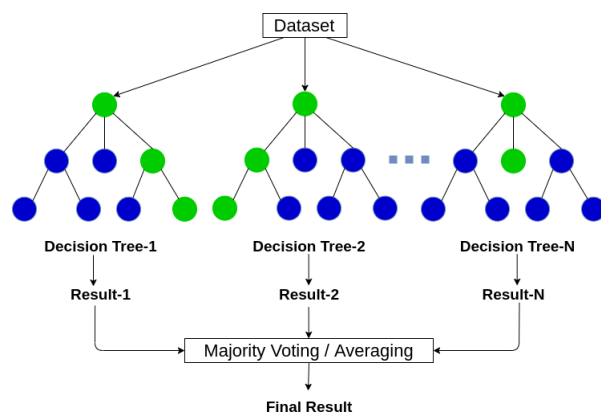 Dataset
Decision Tree-1
Decision Tree-2
Decision Tree-N
Result-1
Result-2
Result-N
Majority Voting / Averaging
Final Result